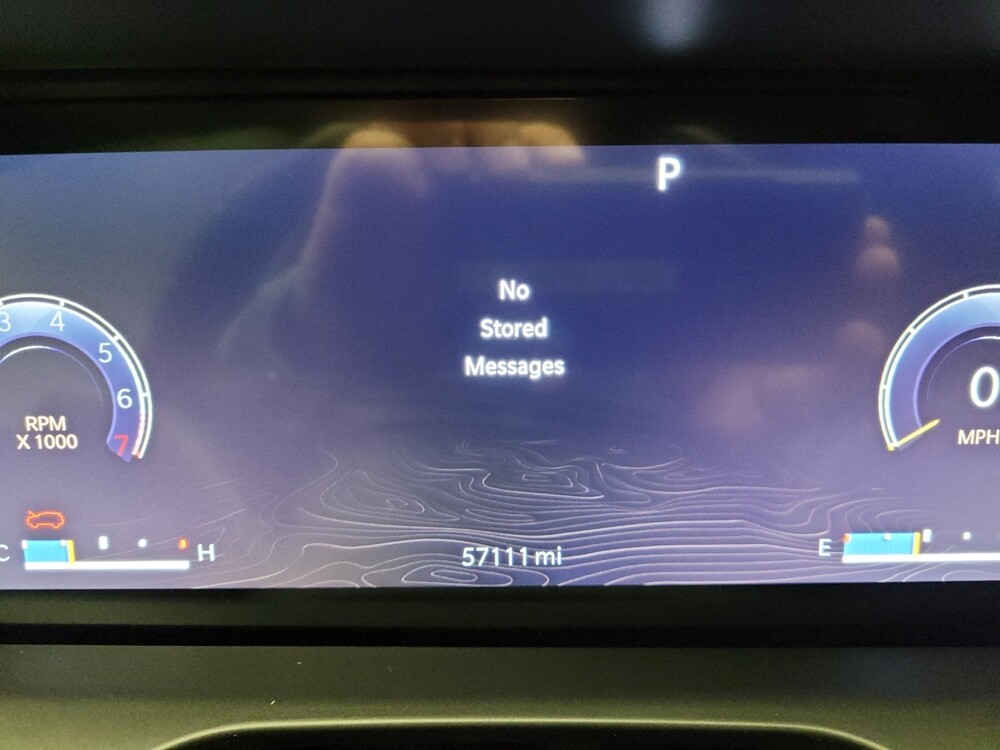 P
No
Stored
Messages
3 4 5 6 7
RPM
X 1000
0
MPH
C H
57111 mi
E